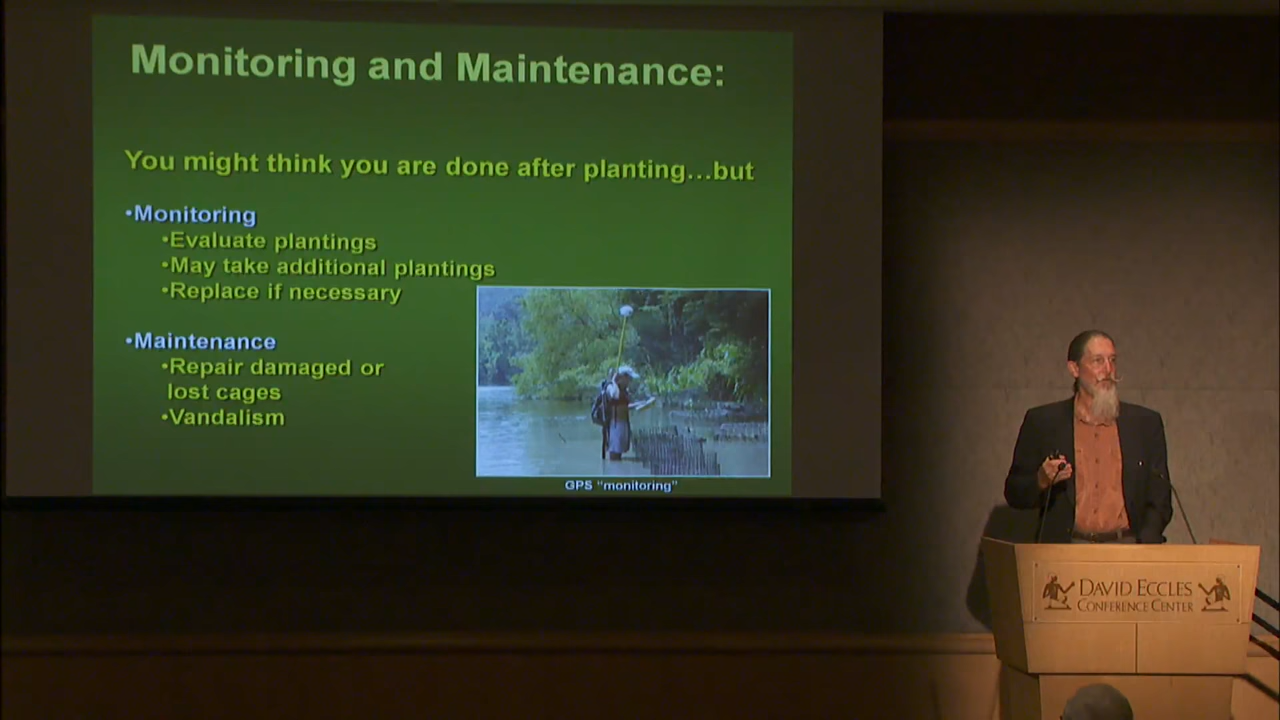 Monitoring and Maintenance:
You might think you are done after planting...but
•Monitoring
•Evaluate plantings
•May take additional plantings
•Replace if necessary
•Maintenance
•Repair damaged or
lost cages
•Vandalism
GPS "monitoring"
DAVID ECCLES
CONFERENCE CENTER